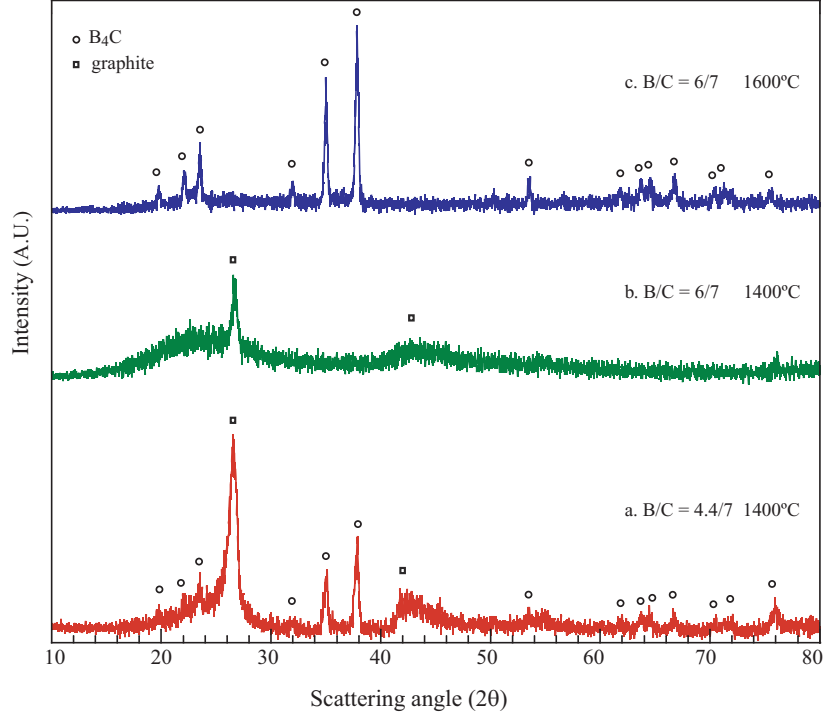 B₄C
graphite
c. B/C = 6/7 1600ºC
b. B/C = 6/7 1400ºC
a. B/C = 4.4/7 1400ºC
Intensity (A.U.)
10 20 30 40 50 60 70 80
Scattering angle (2θ)